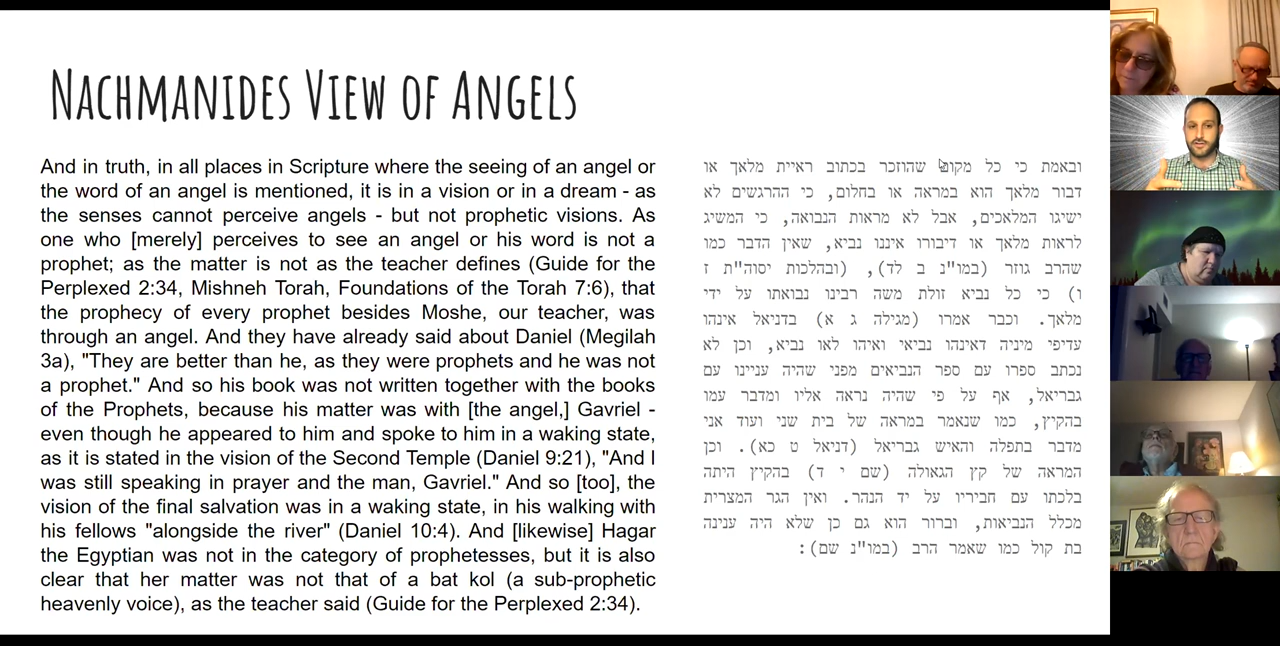 NACHMANIDES VIEW OF ANGELS
And in truth, in all places in Scripture where the seeing of an angel or
the word of an angel is mentioned, it is in a vision or in a dream - as
the senses cannot perceive angels - but not prophetic visions. As
one who [merely] perceives to see an angel or his word is not a
prophet; as the matter is not as the teacher defines (Guide for the
Perplexed 2:34, Mishneh Torah, Foundations of the Torah 7:6), that
the prophecy of every prophet besides Moshe, our teacher, was
through an angel. And they have already said about Daniel (Megilah
3a), "They are better than he, as they were prophets and he was not
a prophet." And so his book was not written together with the books
of the Prophets, because his matter was with [the angel,] Gavriel -
even though he appeared to him and spoke to him in a waking state,
as it is stated in the vision of the Second Temple (Daniel 9:21), "And I
was still speaking in prayer and the man, Gavriel." And so [too], the
vision of the final salvation was in a waking state, in his walking with
his fellows "alongside the river" (Daniel 10:4). And [likewise] Hagar
the Egyptian was not in the category of prophetesses, but it is also
clear that her matter was not that of a bat kol (a sub-prophetic
heavenly voice), as the teacher said (Guide for the Perplexed 2:34).
ובאמת כי כל מקום שהוזכר בכתוב ראיית מלאך או
דבור מלאך הוא במראה או בחלום, כי ההרגשים לא
ישיגו המלאכים, אבל לא מראות הנבואה, כי המשיג
לראות מלאך או דיבורו איננו נביא, שאין הדבר כמו
שהרב גוזר (במו"נ ב לד), (ובהלכות יסוה"ת ז
ו) כי כל נביא זולת משה רבינו נבואתו על ידי
מלאך. וכבר אמרו (מגילה ג א) בדניאל אינהו
עדיפי מיניה דאינהו נביאי ואיהו לאו נביא, וכן לא
נכתב ספרו עם ספר הנביאים מפני שהיה עניינו עם
גבריאל, אף על פי שהיה נראה אליו ומדבר עמו
בהקיץ, כמו שנאמר במראה של בית שני ועוד אני
מדבר בתפלה והאיש גבריאל (דניאל ט כא). וכן
המראה של קץ הגאולה (שם י ד) בהקיץ היתה
בלכתו עם חביריו על יד הנהר. ואין הגר המצרית
מכלל הנביאות, וברור הוא גם כן שלא היה ענינה
בת קול כמו שאמר הרב (במו"נ שם):